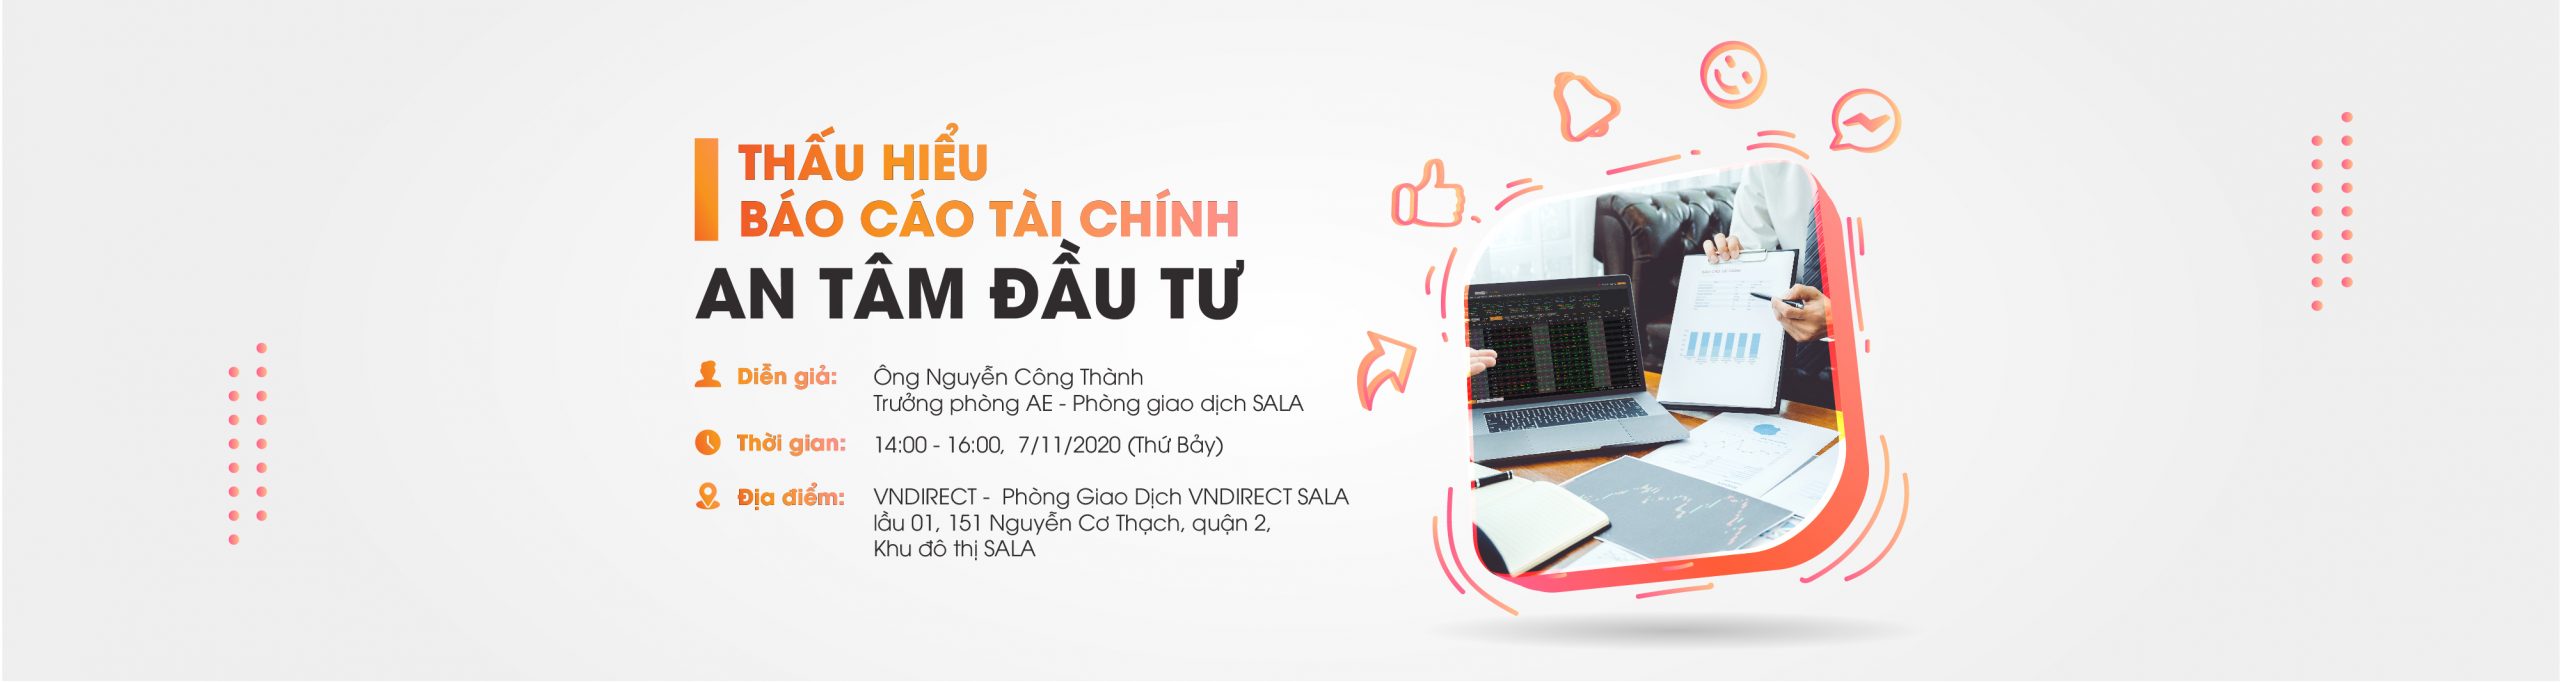 THẤU HIỂU
BÁO CÁO TÀI CHÍNH
AN TÂM ĐẦU TƯ
Diễn giả: Ông Nguyễn Công Thành
Trưởng phòng AE - Phòng giao dịch SALA
Thời gian: 14:00 - 16:00, 7/11/2020 (Thứ Bảy)
Địa điểm: VNDIRECT - Phòng Giao Dịch VNDIRECT SALA
lầu 01, 151 Nguyễn Cơ Thạch, quận 2,
Khu đô thị SALA